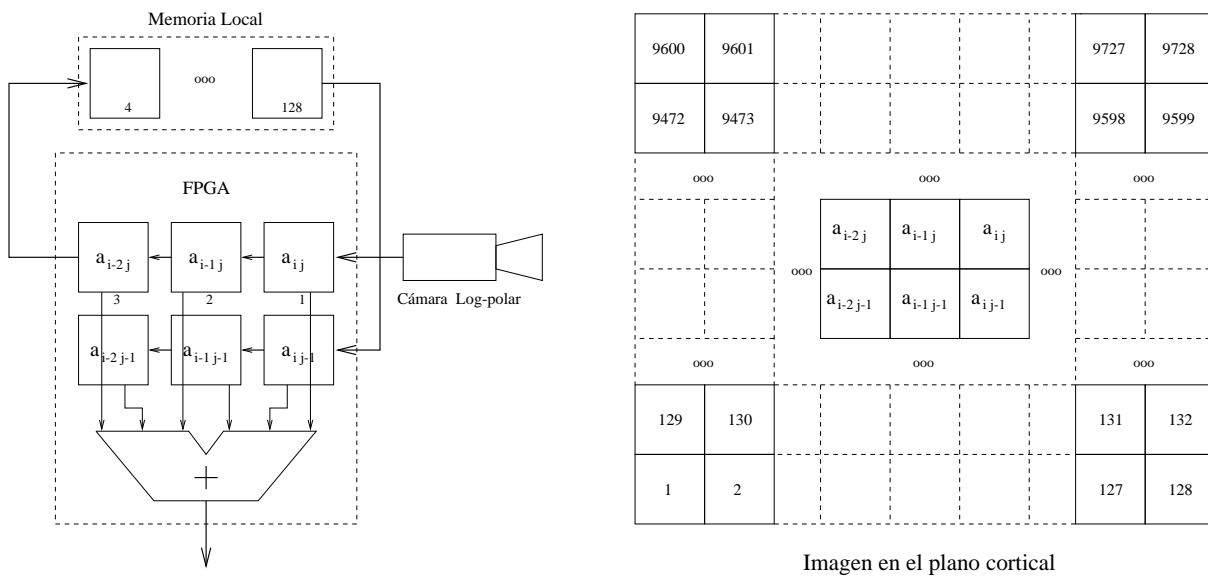 Memoria Local
ooo
4
128
FPGA
a i-2 j
a i-1 j
a i j
3
2
1
Cámara Log-polar
a i-2 j-1
a i-1 j-1
a i j-1
+
9600 9601 9727 9728
9472 9473 9598 9599
ooo ooo ooo
a i-2 j a i-1 j a i j
ooo ooo
a i-2 j-1 a i-1 j-1 a i j-1
ooo ooo ooo
129 130 131 132
1 2 127 128
Imagen en el plano cortical